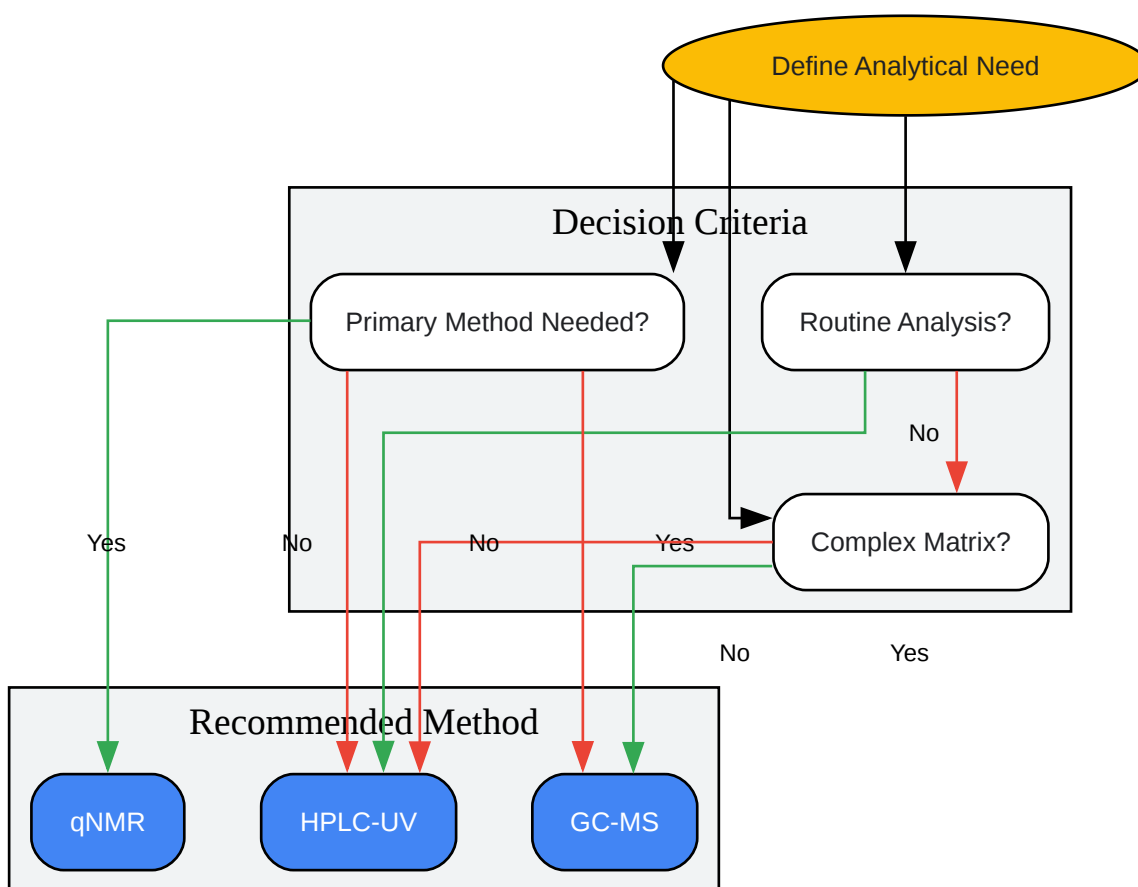 Define Analytical Need
Decision Criteria
Primary Method Needed?
Routine Analysis?
No
Complex Matrix?
Yes
No
No
Yes
No
Yes
Recommended Method
qNMR
HPLC-UV
GC-MS